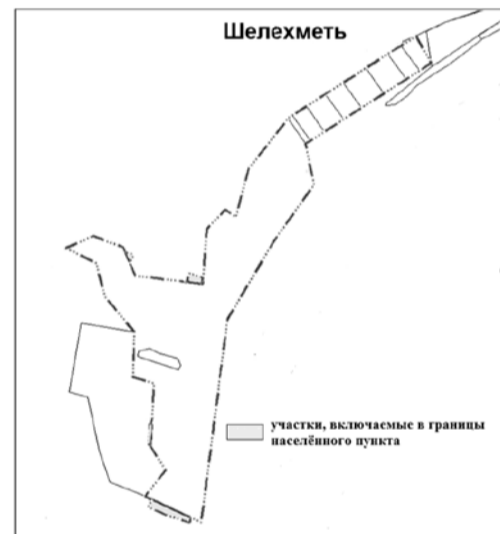 Шелехметь
участки, включаемые в границы
населённого пункта